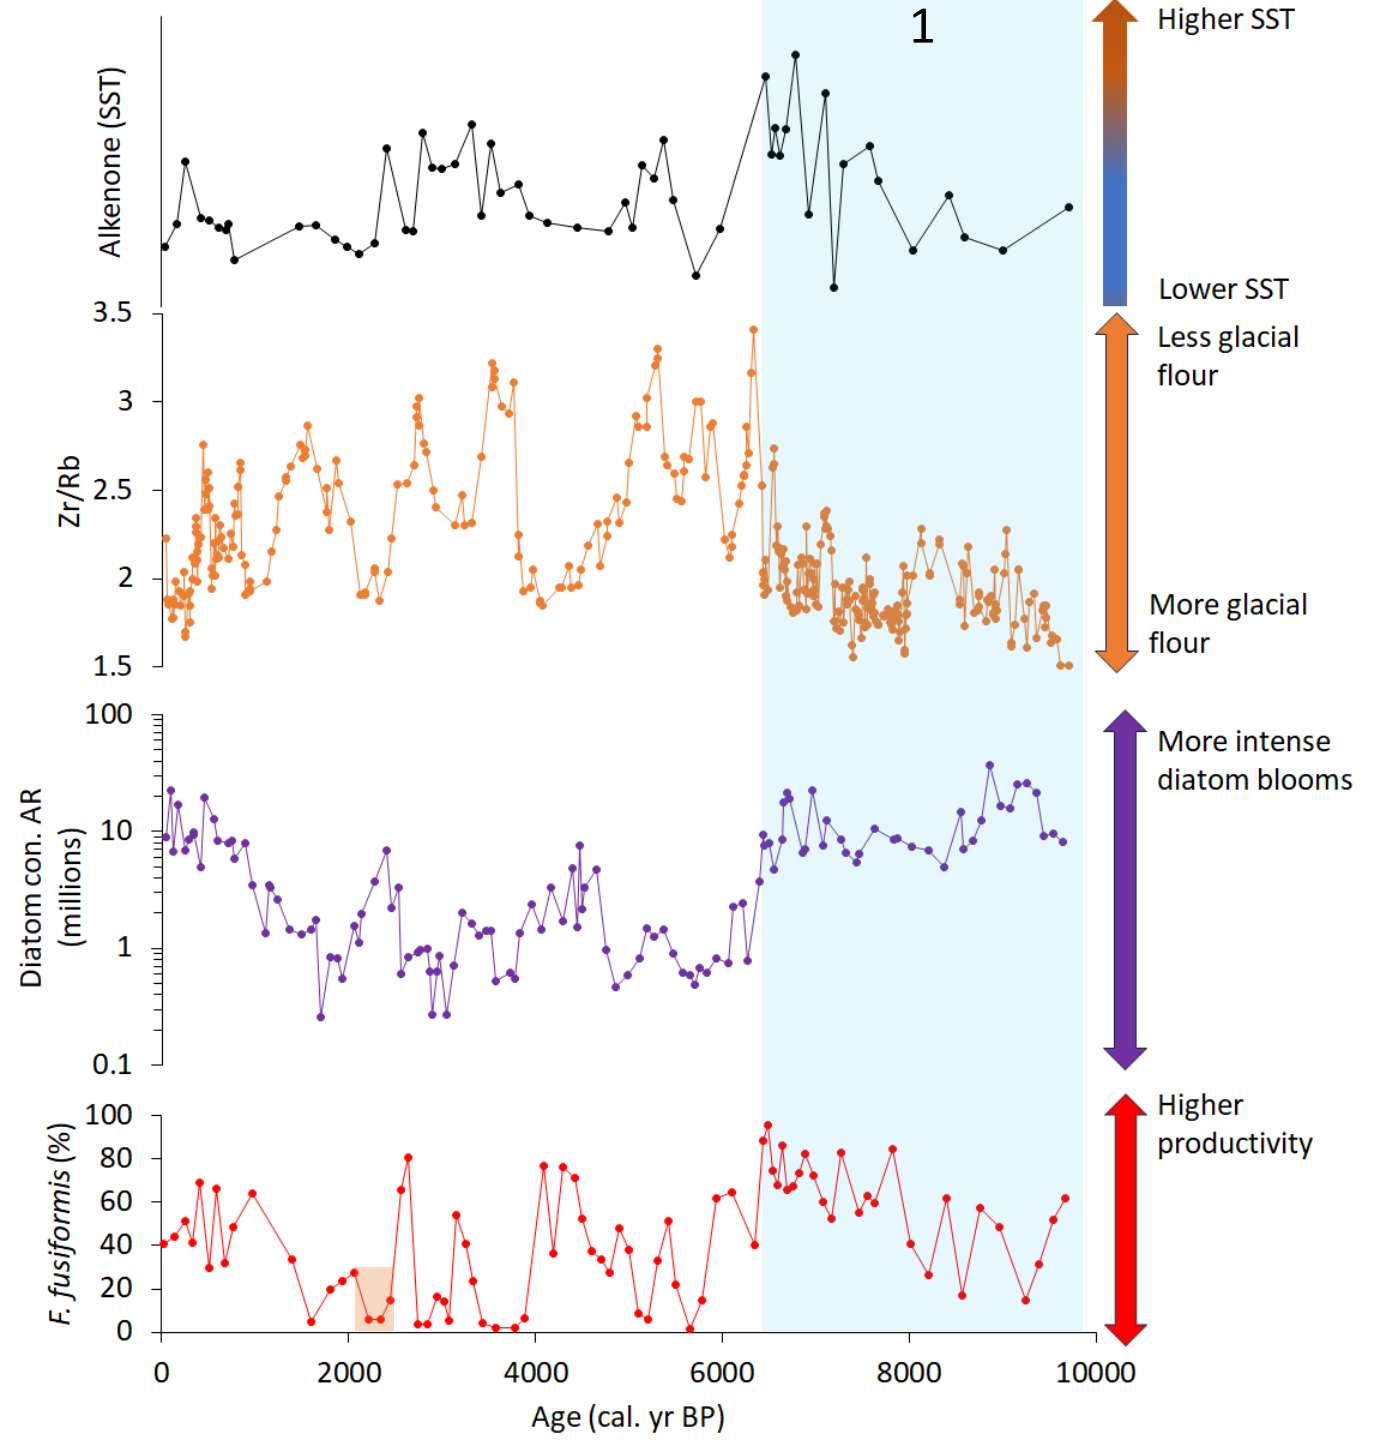 1
Higher SST
Alkenone (SST)
Lower SST
3.5
3
2.5
2
1.5
Zr/Rb
Less glacial
flour
More glacial
flour
100
10
1
0.1
Diatom con. AR
(millions)
More intense
diatom blooms
100
80
60
40
20
0
F. fusiformis (%)
Higher
productivity
0 2000 4000 6000 8000 10000
Age (cal. yr BP)